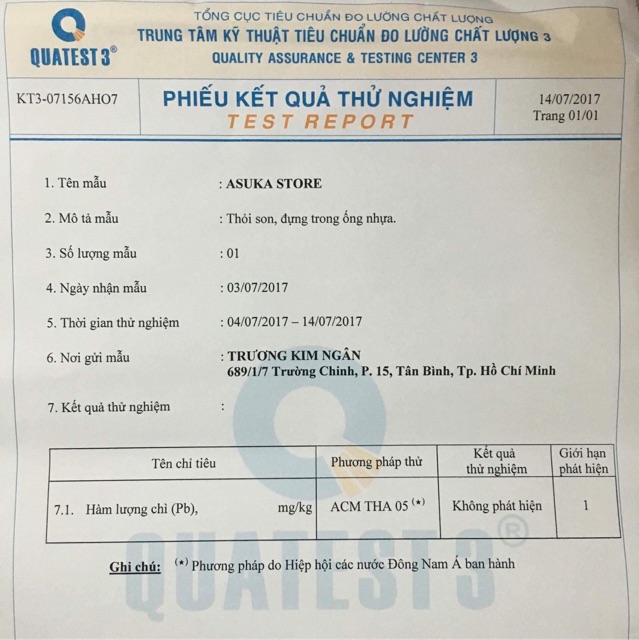 TỔNG CỤC TIÊU CHUẨN ĐO LƯỜNG CHẤT LƯỢNG
TRUNG TÂM KỸ THUẬT TIÊU CHUẨN ĐO LƯỜNG CHẤT LƯỢNG 3
QUATEST 3®
QUALITY ASSURANCE & TESTING CENTER 3
KT3-07156AHO7
PHIẾU KẾT QUẢ THỬ NGHIỆM
TEST REPORT
14/07/2017
Trang 01/01
1. Tên mẫu : ASUKA STORE
2. Mô tả mẫu : Thỏi son, đựng trong ống nhựa.
3. Số lượng mẫu : 01
4. Ngày nhận mẫu : 03/07/2017
5. Thời gian thử nghiệm : 04/07/2017 – 14/07/2017
6. Nơi gửi mẫu : TRƯƠNG KIM NGÂN
689/1/7 Trường Chinh, P. 15, Tân Bình, Tp. Hồ Chí Minh
7. Kết quả thử nghiệm :
Tên chỉ tiêu Phương pháp thử Kết quả thử nghiệm Giới hạn phát hiện
7.1. Hàm lượng chì (Pb), mg/kg ACM THA 05 (*) Không phát hiện 1
Ghi chú: (*) Phương pháp do Hiệp hội các nước Đông Nam Á ban hành
QUATEST 3®